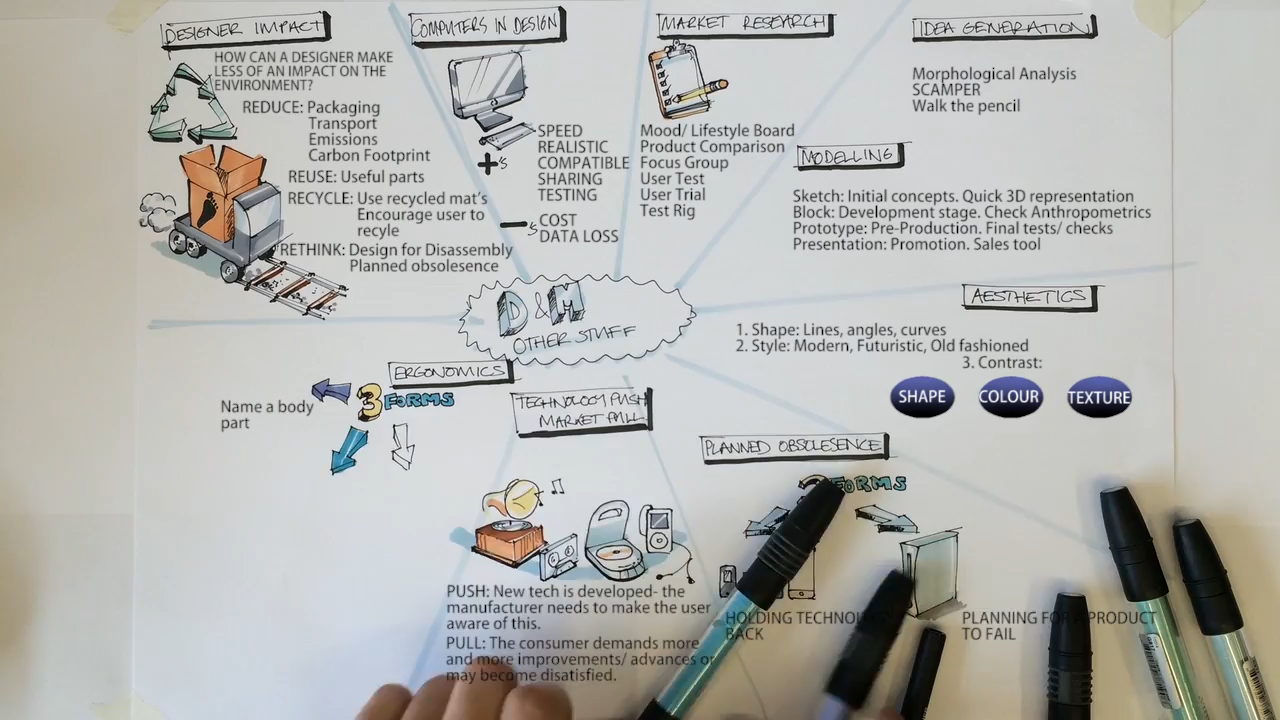 DESIGNER IMPACT
HOW CAN A DESIGNER MAKE
LESS OF AN IMPACT ON THE
ENVIRONMENT?
REDUCE: Packaging
Transport
Emissions
Carbon Footprint
REUSE: Useful parts
RECYCLE: Use recycled mat's
Encourage user to
recyle
RETHINK: Design for Disassembly
Planned obsolesence
COMPUTERS IN DESIGN
+'s
SPEED
REALISTIC
COMPATIBLE
SHARING
TESTING
-'s
COST
DATA LOSS
MARKET RESEARCH
Mood/ Lifestyle Board
Product Comparison
Focus Group
User Test
User Trial
Test Rig
IDEA GENERATION
Morphological Analysis
SCAMPER
Walk the pencil
MODELLING
Sketch: Initial concepts. Quick 3D representation
Block: Development stage. Check Anthropometrics
Prototype: Pre-Production. Final tests/ checks
Presentation: Promotion. Sales tool
D & M
OTHER STUFF
AESTHETICS
1. Shape: Lines, angles, curves
2. Style: Modern, Futuristic, Old fashioned
3. Contrast:
SHAPE COLOUR TEXTURE
ERGONOMICS
3 FORMS
Name a body
part
TECHNOLOGY PUSH
MARKET PULL
PUSH: New tech is developed- the
manufacturer needs to make the user
aware of this.
PULL: The consumer demands more
and more improvements/ advances or
may become disatisfied.
PLANNED OBSOLESENCE
FORMS
HOLDING TECHNOLOGY
BACK
PLANNING FOR A PRODUCT
TO FAIL